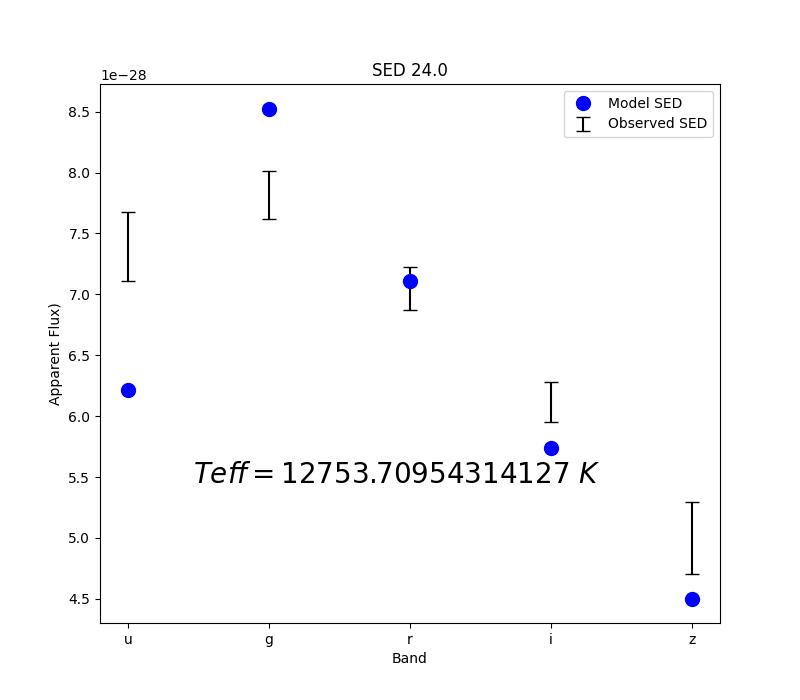 SED 24.0
1e−28
Model SED
Observed SED
8.5
8.0
7.5
7.0
6.5
6.0
5.5
5.0
4.5
Apparent Flux)
Teff = 12753.70954314127 K
u g r i z
Band